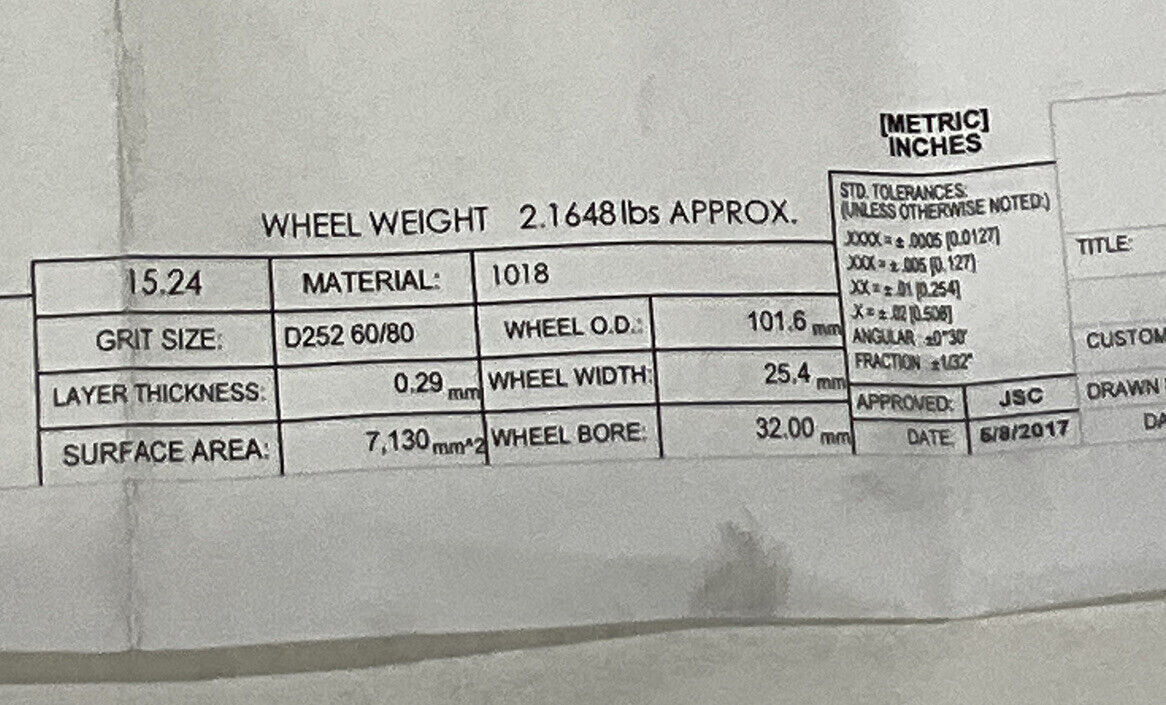 [METRIC]
INCHES
WHEEL WEIGHT 2.1648 lbs APPROX.
STD. TOLERANCES:
(UNLESS OTHERWISE NOTED:)
.XXXX = ± .0005 [0.0127]
.XXX = ± .005 [0.127]
.XX = ± .01 [0.254]
.X = ± .02 [0.508]
ANGULAR ±0°30'
FRACTION ±1/32"
APPROVED: JSC
DATE 6/8/2017
15.24 MATERIAL: 1018
GRIT SIZE: D252 60/80 WHEEL O.D.: 101.6 mm
LAYER THICKNESS: 0.29 mm WHEEL WIDTH: 25.4 mm
SURFACE AREA: 7,130 mm^2 WHEEL BORE: 32.00 mm
TITLE:
CUSTOM
DRAWN
DA